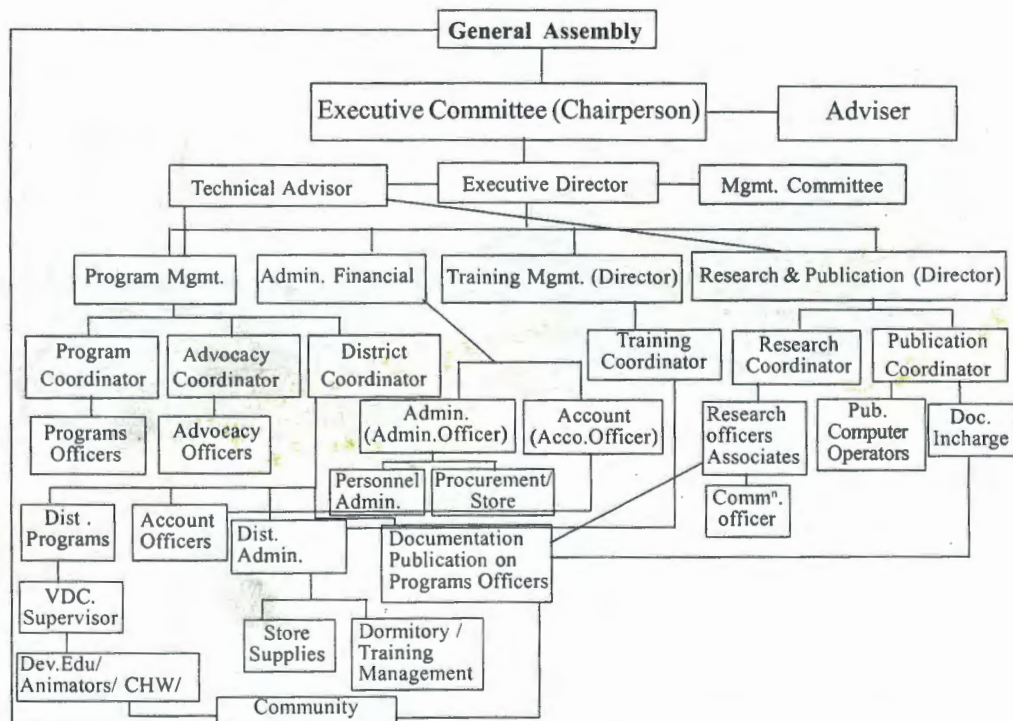 General Assembly
Executive Committee (Chairperson)
Adviser
Technical Advisor
Executive Director
Mgmt. Committee
Program Mgmt.
Admin. Financial
Training Mgmt. (Director)
Research & Publication (Director)
Program
Coordinator
Advocacy
Coordinator
District
Coordinator
Training
Coordinator
Research
Coordinator
Publication
Coordinator
Programs
Officers
Advocacy
Officers
Admin.
(Admin.Officer)
Account
(Acco.Officer)
Research
officers
Associates
Pub.
Computer
Operators
Doc.
Incharge
Personnel
Admin.
Procurement/
Store
Commⁿ.
officer
Dist .
Programs
Account
Officers
Dist.
Admin.
Documentation
Publication on
Programs Officers
VDC.
Supervisor
Store
Supplies
Dormitory /
Training
Management
Dev.Edu/
Animators/ CHW/
Community